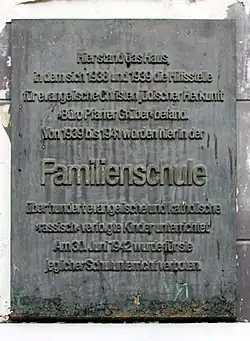 Hier stand das Haus,
in dem sich 1938 und 1939 die Hilfsstelle
für evangelische Christen jüdischer Herkunft
»Büro Pfarrer Grüber« befand.
Von 1939 bis 1941 wurden hier in der
Familienschule
über hundert evangelische und katholische
»rassisch« verfolgte Kinder unterrichtet.
Am 30. Juni 1942 wurde für sie
jeglicher Schulunterricht verboten.